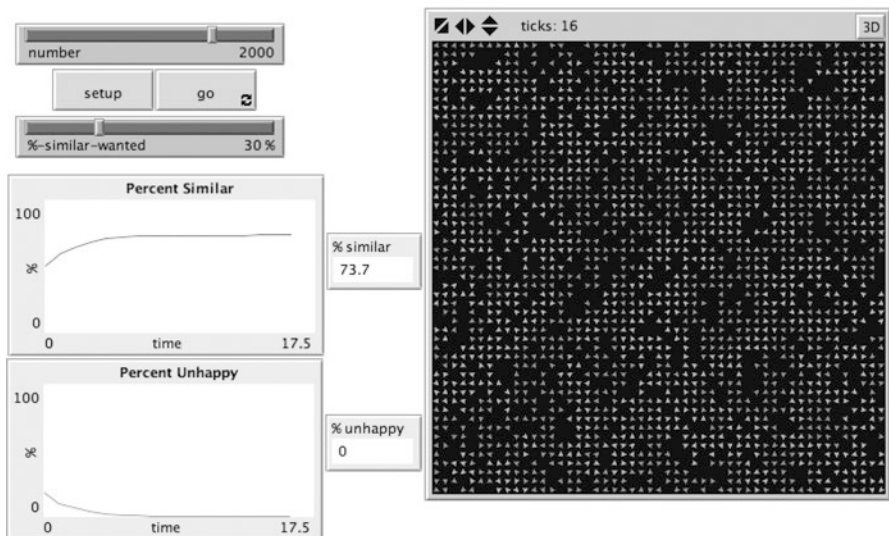 number 2000
setup
go
%-similar-wanted 30 %
Percent Similar
100
%
0
0 time 17.5
% similar
73.7
Percent Unhappy
100
%
0
0 time 17.5
% unhappy
0
ticks: 16
3D